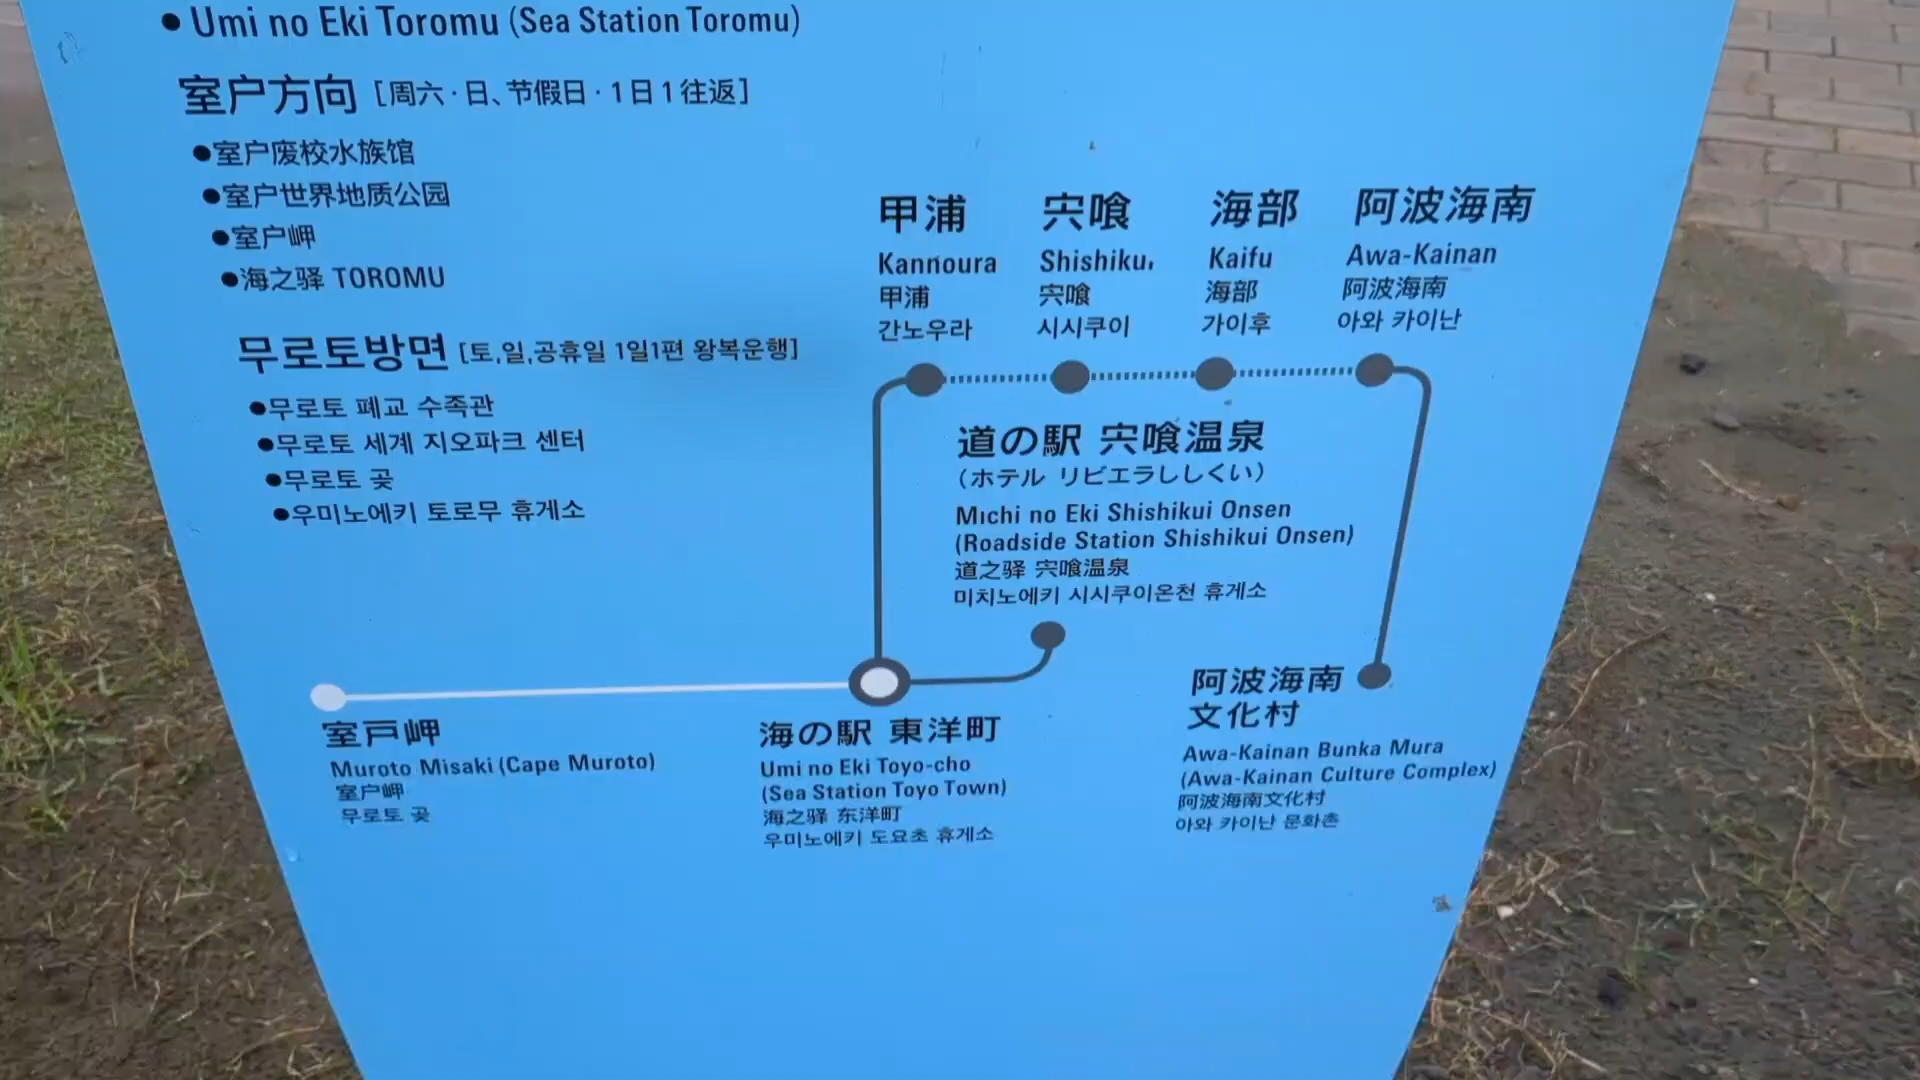 ● Umi no Eki Toromu (Sea Station Toromu)
室户方向 [周六·日、节假日·1日1往返]
●室户废校水族馆
●室户世界地质公园
●室户岬
●海之驿 TOROMU
무로토방면 [토,일,공휴일 1일1편 왕복운행]
●무로토 폐교 수족관
●무로토 세계 지오파크 센터
●무로토 곶
●우미노에키 토로무 휴게소
甲浦
Kannoura
甲浦
간노우라
宍喰
Shishikui
宍喰
시시쿠이
海部
Kaifu
海部
가이후
阿波海南
Awa-Kainan
阿波海南
아와 카이난
道の駅 宍喰温泉
（ホテル リビエラししくい）
Michi no Eki Shishikui Onsen
(Roadside Station Shishikui Onsen)
道之驿 宍喰温泉
미치노에키 시시쿠이온천 휴게소
室戸岬
Muroto Misaki (Cape Muroto)
室户岬
무로토 곶
海の駅 東洋町
Umi no Eki Toyo-cho
(Sea Station Toyo Town)
海之驿 东洋町
우미노에키 도요초 휴게소
阿波海南
文化村
Awa-Kainan Bunka Mura
(Awa-Kainan Culture Complex)
阿波海南文化村
아와 카이난 문화촌